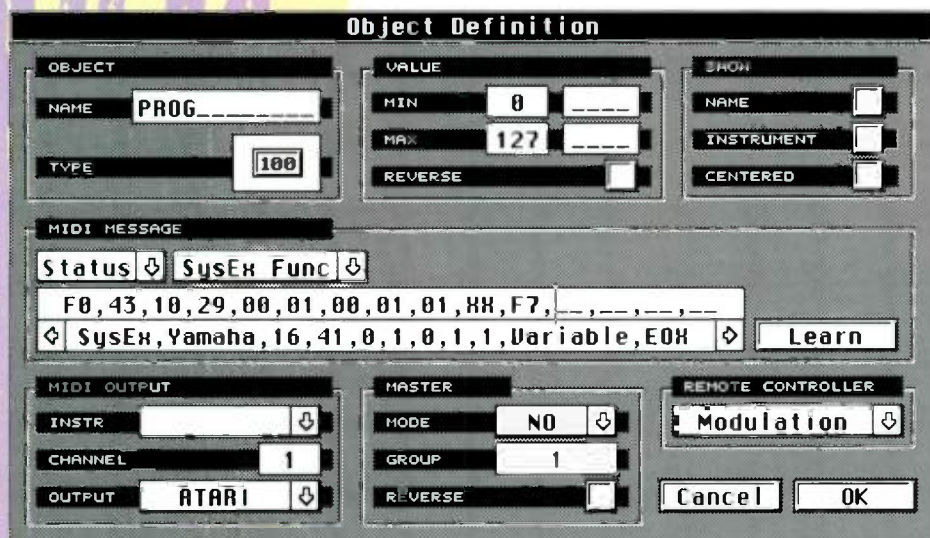 Object Definition
OBJECT
NAME PROG________
TYPE 100
VALUE
MIN 0 ____
MAX 127 ____
REVERSE
SHOW
NAME
INSTRUMENT
CENTERED
MIDI MESSAGE
Status SysEx Func
F0,43,10,29,00,01,00,01,01,XX,F7,__,__,__,__
SysEx,Yamaha,16,41,0,1,0,1,1,Variable,EOX Learn
MIDI OUTPUT
INSTR
CHANNEL 1
OUTPUT ATARI
MASTER
MODE NO
GROUP 1
REVERSE
REMOTE CONTROLLER
Modulation
Cancel OK